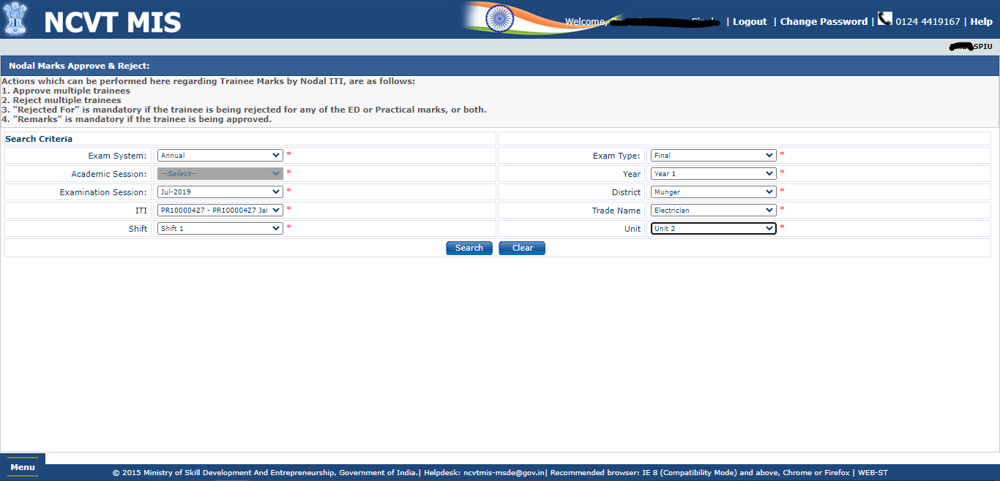 NCVT MIS
Welcome, | Logout | Change Password | 0124 4419167 | Help
SPIU
Nodal Marks Approve & Reject:
Actions which can be performed here regarding Trainee Marks by Nodal ITI, are as follows:
1. Approve multiple trainees
2. Reject multiple trainees
3. "Rejected For" is mandatory if the trainee is being rejected for any of the ED or Practical marks, or both.
4. "Remarks" is mandatory if the trainee is being approved.
Search Criteria
Exam System: Annual * Exam Type: Final *
Academic Session: --Select-- * Year Year 1 *
Examination Session: Jul-2019 * District Munger *
ITI PR10000427 - PR10000427 Jai * Trade Name Electrician *
Shift Shift 1 * Unit Unit 2 *
Search Clear
Menu
© 2015 Ministry of Skill Development And Entrepreneurship, Government of India.| Helpdesk: ncvtmis-msde@gov.in| Recommended browser: IE 8 (Compatibility Mode) and above, Chrome or Firefox | WEB-ST